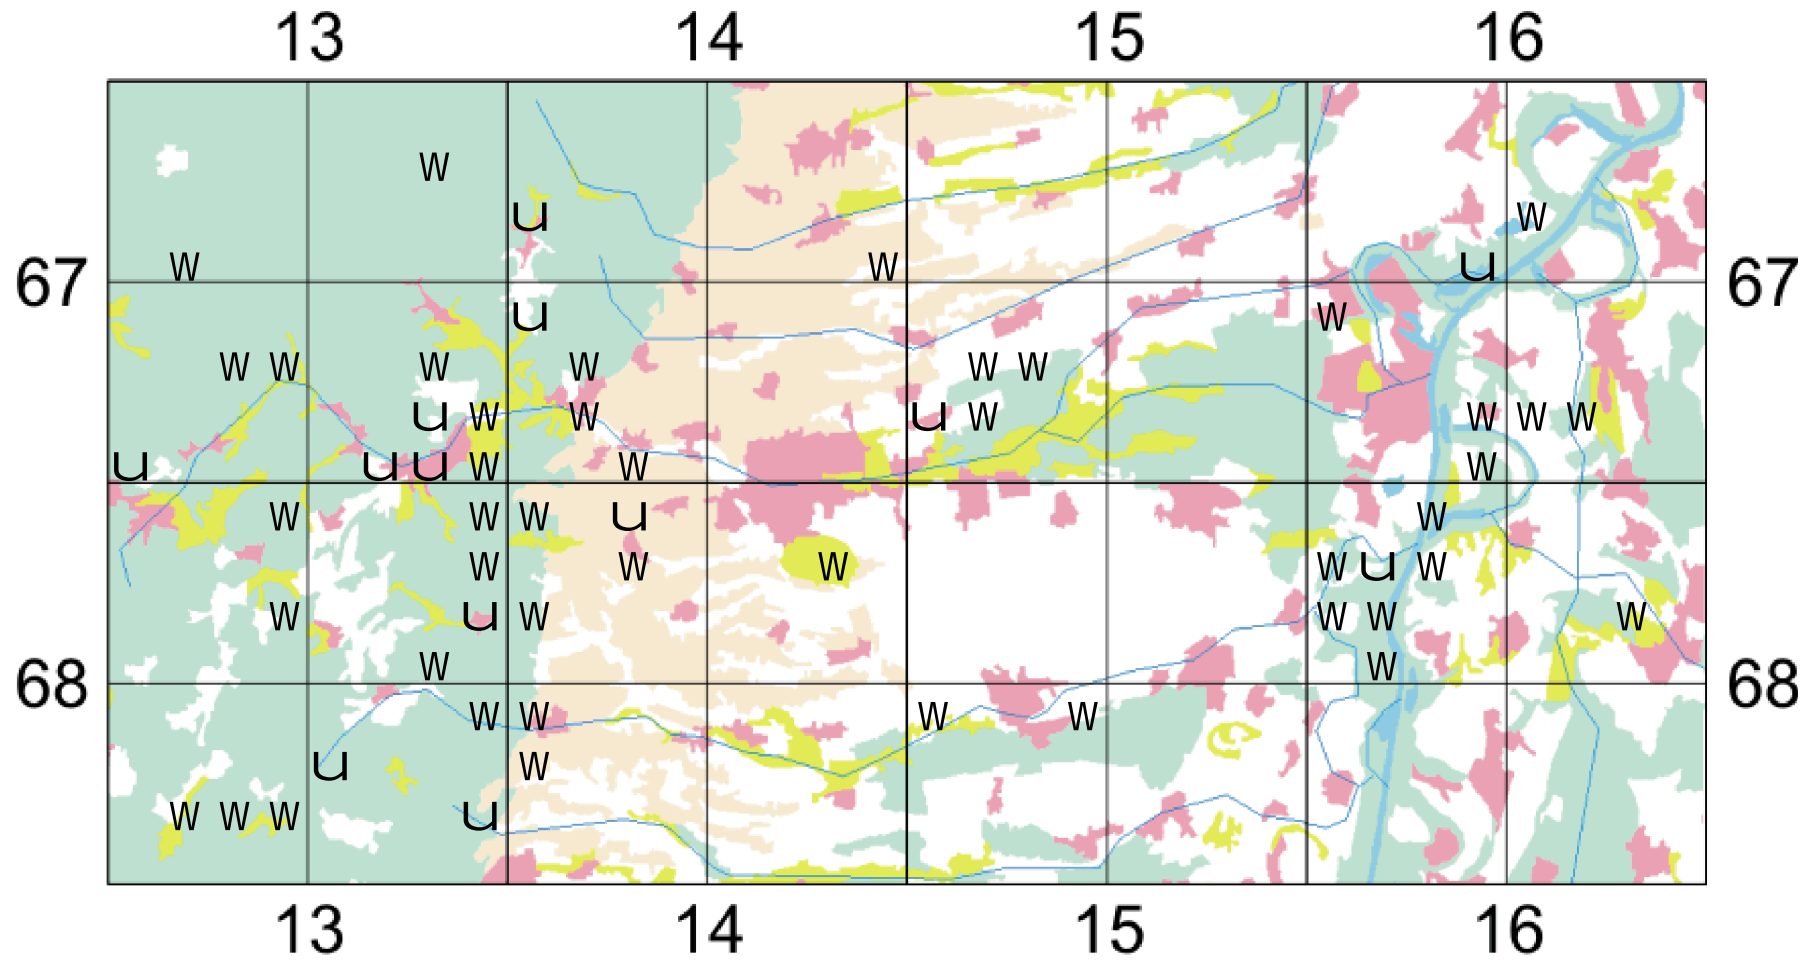 13 14 15 16
W
u W
W W u
67 67
u W
W W W W W W
u W W u W W W W
u u u W W W
W W W u W
W W W W u W
W u W W W W
W W
68 68
W W W W
u W
W W W u
13 14 15 16